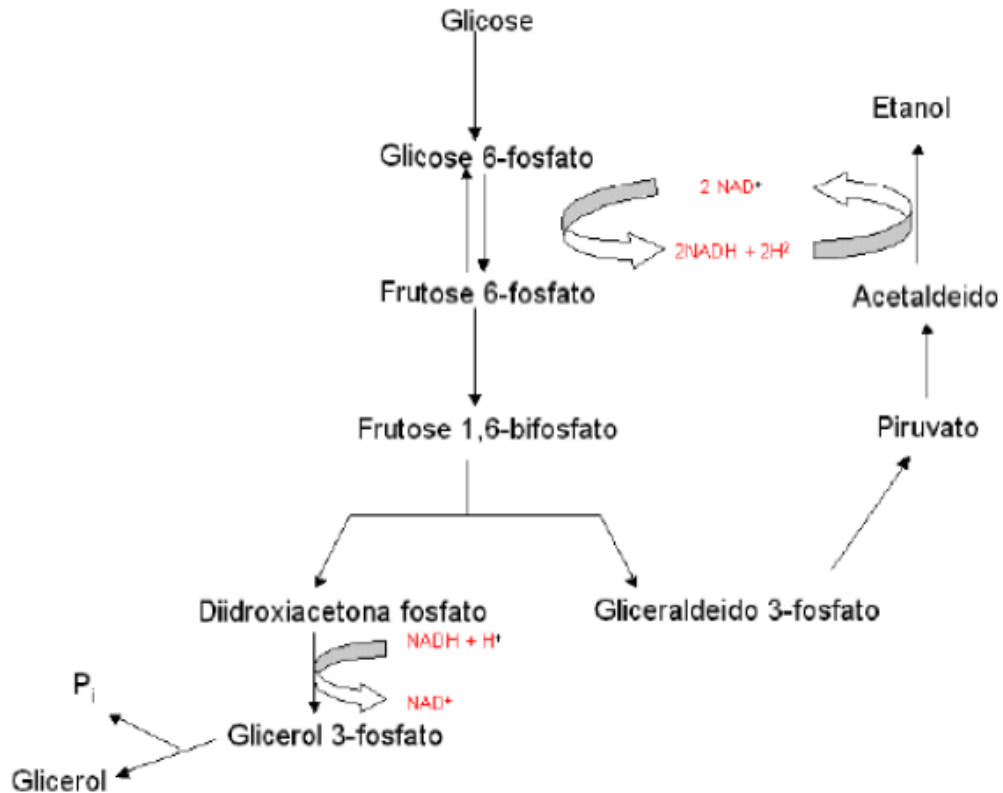 Glicose
Etanol
Glicose 6-fosfato
2 NAD+
2NADH + 2H²
Frutose 6-fosfato
Acetaldeido
Frutose 1,6-bifosfato
Piruvato
Diidroxiacetona fosfato
Gliceraldeido 3-fosfato
NADH + H+
Pi
NAD+
Glicerol 3-fosfato
Glicerol